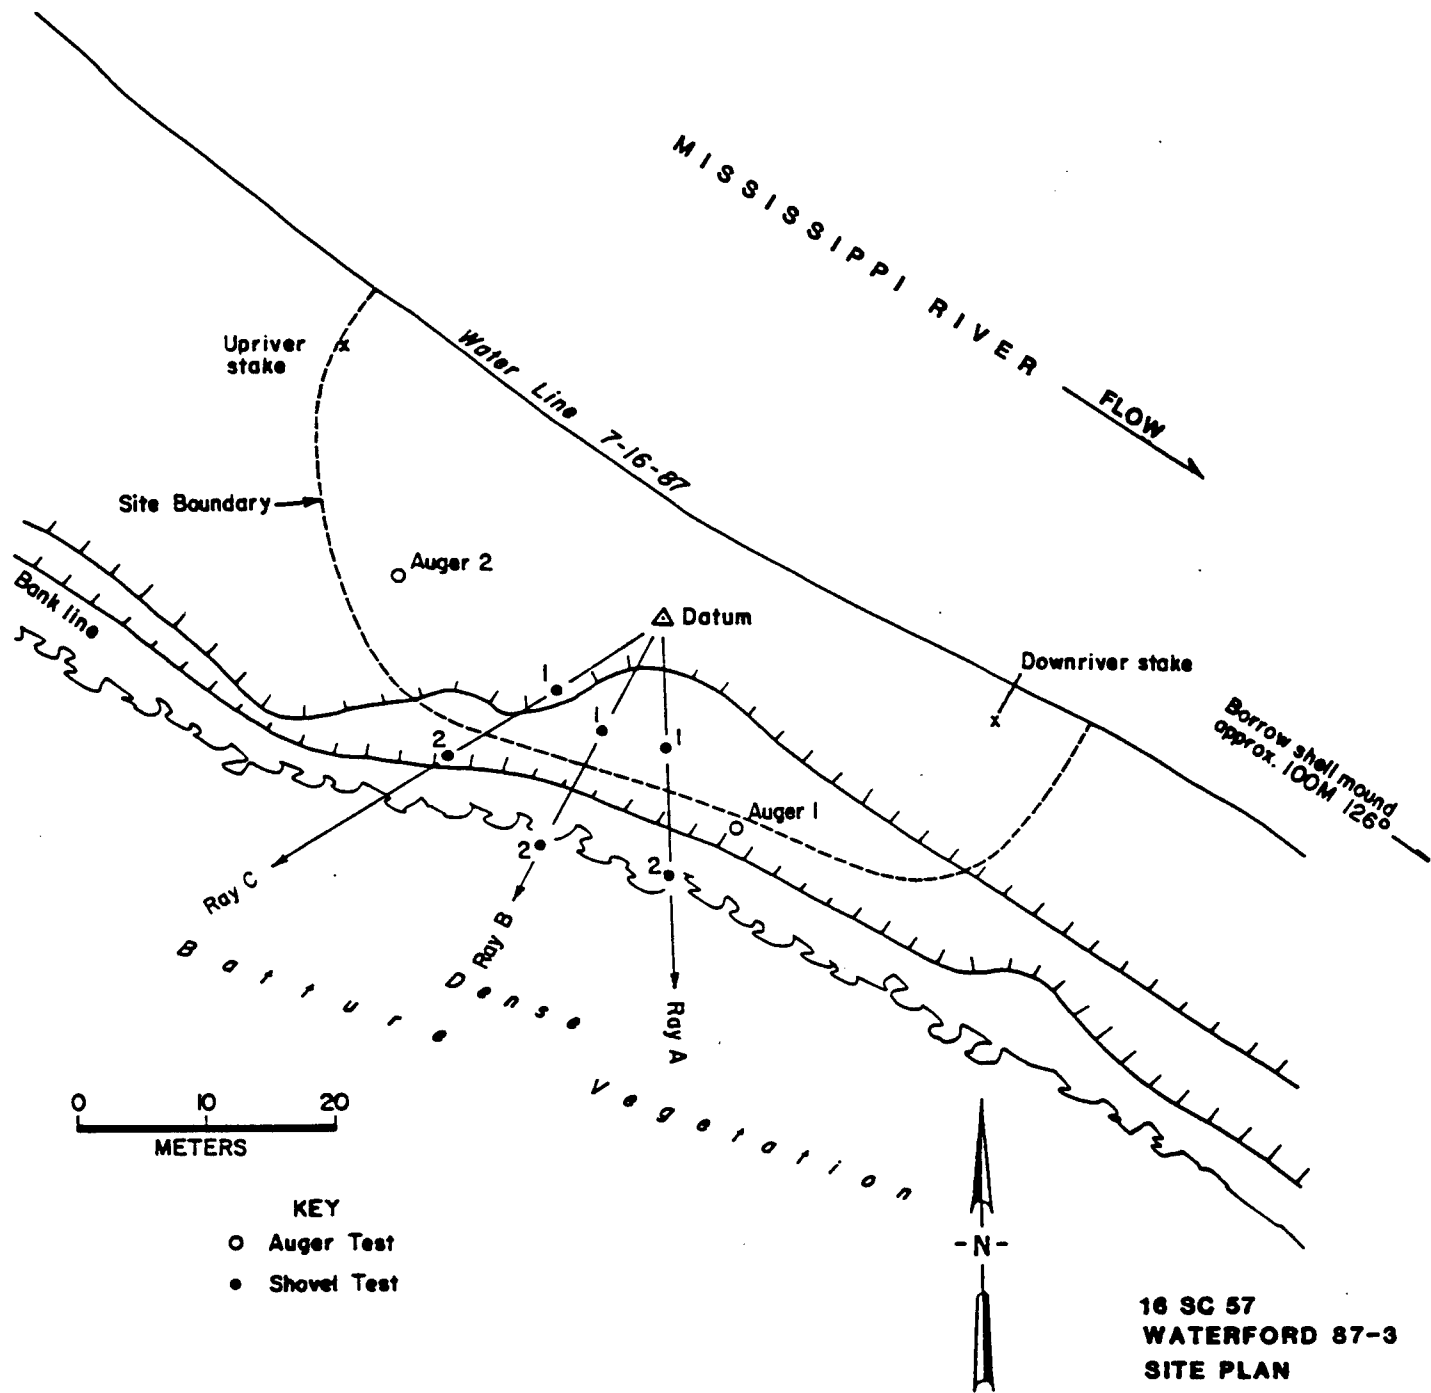 MISSISSIPPI RIVER
FLOW
Upriver
stake
x
Water Line 7-16-87
Site Boundary
Auger 2
Bank line
Datum
Downriver stake
x
Borrow shell mound
approx. 100M 126°
1
2
1
2
1
2
Auger 1
Ray C
Ray B
Ray A
Batture
Dense
Vegetation
0 10 20
METERS
KEY
Auger Test
Shovel Test
-N-
16 SC 57
WATERFORD 87-3
SITE PLAN